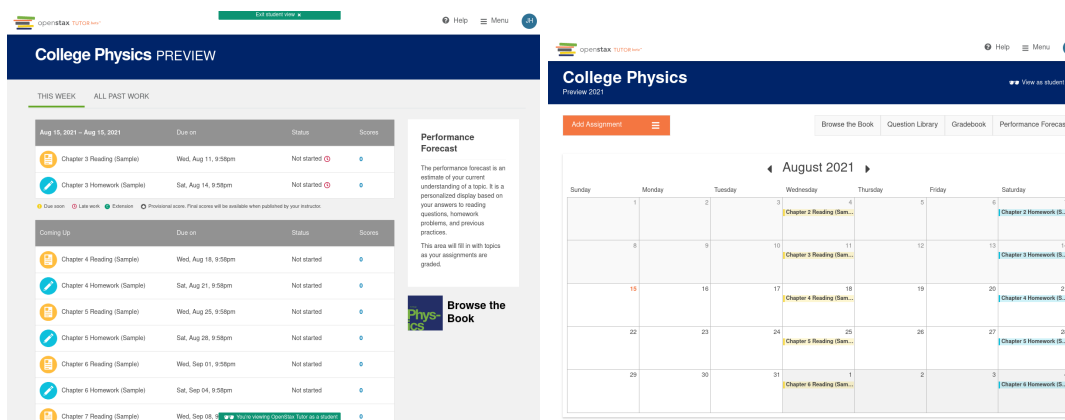 openstax TUTOR Beta
Exit student view ×
Help Menu JH
College Physics PREVIEW
THIS WEEK ALL PAST WORK
Aug 15, 2021 – Aug 15, 2021 Due on Status Scores
Chapter 3 Reading (Sample) Wed, Aug 11, 9:58pm Not started 0
Chapter 3 Homework (Sample) Sat, Aug 14, 9:58pm Not started 0
Due soon Late work Extension Provisional score. Final scores will be available when published by your instructor.
Coming Up Due on Status Scores
Chapter 4 Reading (Sample) Wed, Aug 18, 9:58pm Not started 0
Chapter 4 Homework (Sample) Sat, Aug 21, 9:58pm Not started 0
Chapter 5 Reading (Sample) Wed, Aug 25, 9:58pm Not started 0
Chapter 5 Homework (Sample) Sat, Aug 28, 9:58pm Not started 0
Chapter 6 Reading (Sample) Wed, Sep 01, 9:58pm Not started 0
Chapter 6 Homework (Sample) Sat, Sep 04, 9:58pm Not started 0
Chapter 7 Reading (Sample) Wed, Sep 08, 9 0
You're viewing OpenStax Tutor as a student
Performance
Forecast
The performance forecast is an
estimate of your current
understanding of a topic. It is a
personalized display based on
your answers to reading
questions, homework
problems, and previous
practices.
This area will fill in with topics
as your assignments are
graded.
Phys-
ics
Browse the
Book
openstax TUTOR Beta
Help Menu
College Physics
Preview 2021
View as student
Add Assignment Browse the Book Question Library Gradebook Performance Forecas
August 2021
Sunday Monday Tuesday Wednesday Thursday Friday Saturday
1 2 3 4 5 6
Chapter 2 Reading (Sam... Chapter 2 Homework (S...
8 9 10 11 12 13
Chapter 3 Reading (Sam... Chapter 3 Homework (S...
15 16 17 18 19 20
Chapter 4 Reading (Sam... Chapter 4 Homework (S...
22 23 24 25 26 27
Chapter 5 Reading (Sam... Chapter 5 Homework (S...
29 30 31 1 2 3
Chapter 6 Reading (Sam... Chapter 6 Homework (S...